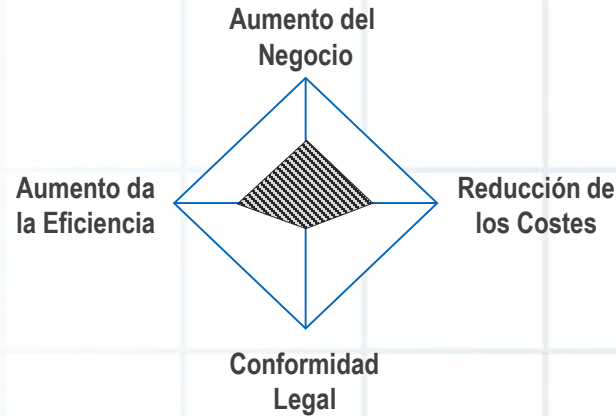 Aumento del
Negocio
Aumento da
la Eficiencia
Reducción de
los Costes
Conformidad
Legal